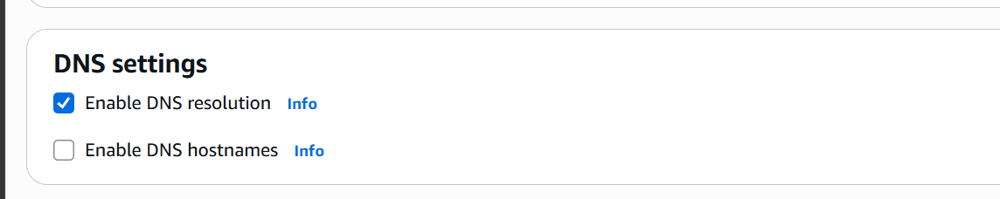 DNS settings
Enable DNS resolution Info
Enable DNS hostnames Info